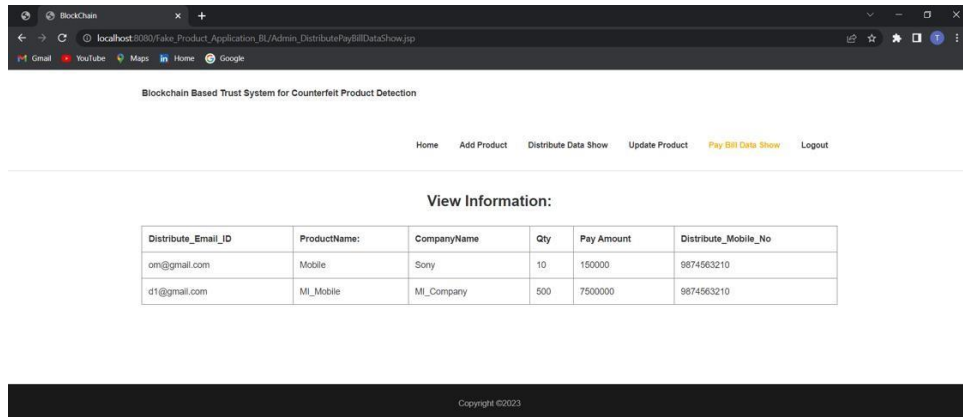 BlockChain
localhost:8080/Fake_Product_Application_BL/Admin_DistributePayBillDataShow.jsp
Gmail YouTube Maps Home Google
Blockchain Based Trust System for Counterfeit Product Detection
Home Add Product Distribute Data Show Update Product Pay Bill Data Show Logout
View Information:
Distribute_Email_ID ProductName: CompanyName Qty Pay Amount Distribute_Mobile_No
om@gmail.com Mobile Sony 10 150000 9874563210
d1@gmail.com MI_Mobile MI_Company 500 7500000 9874563210
Copyright ©2023